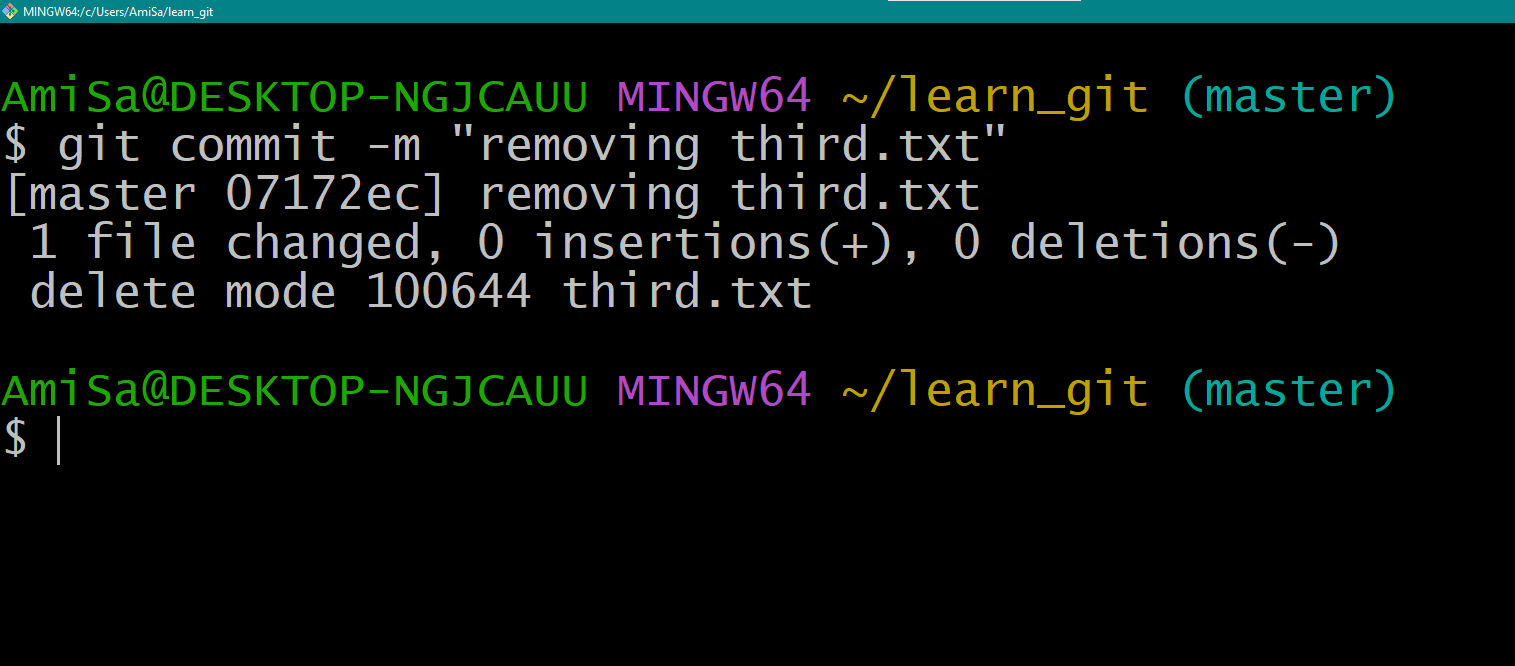 MINGW64:/c/Users/AmiSa/learn_git
AmiSa@DESKTOP-NGJCAUU MINGW64 ~/learn_git (master)
$ git commit -m "removing third.txt"
[master 07172ec] removing third.txt
 1 file changed, 0 insertions(+), 0 deletions(-)
 delete mode 100644 third.txt
AmiSa@DESKTOP-NGJCAUU MINGW64 ~/learn_git (master)
$